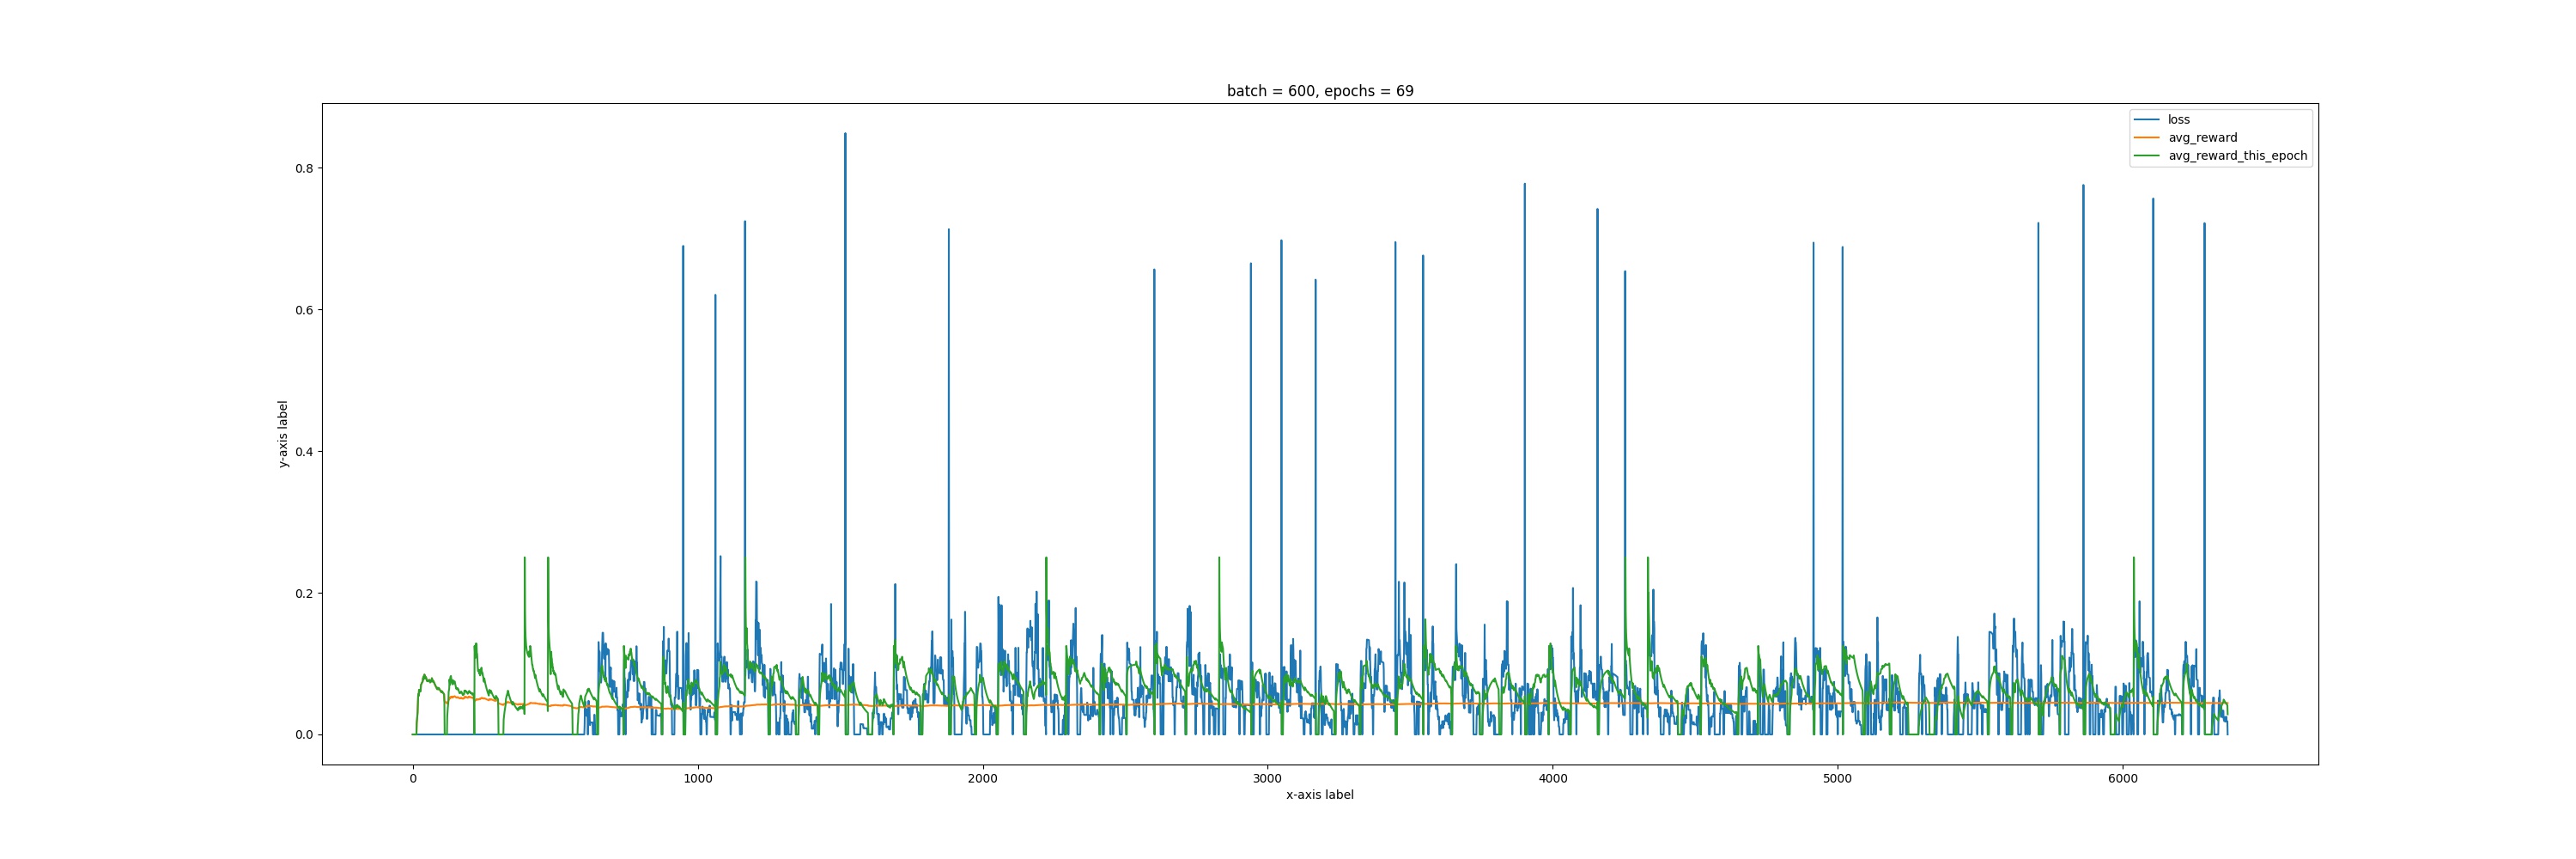 batch = 600, epochs = 69
loss
avg_reward
avg_reward_this_epoch
0.8
0.6
0.4
0.2
0.0
y-axis label
0 1000 2000 3000 4000 5000 6000
x-axis label